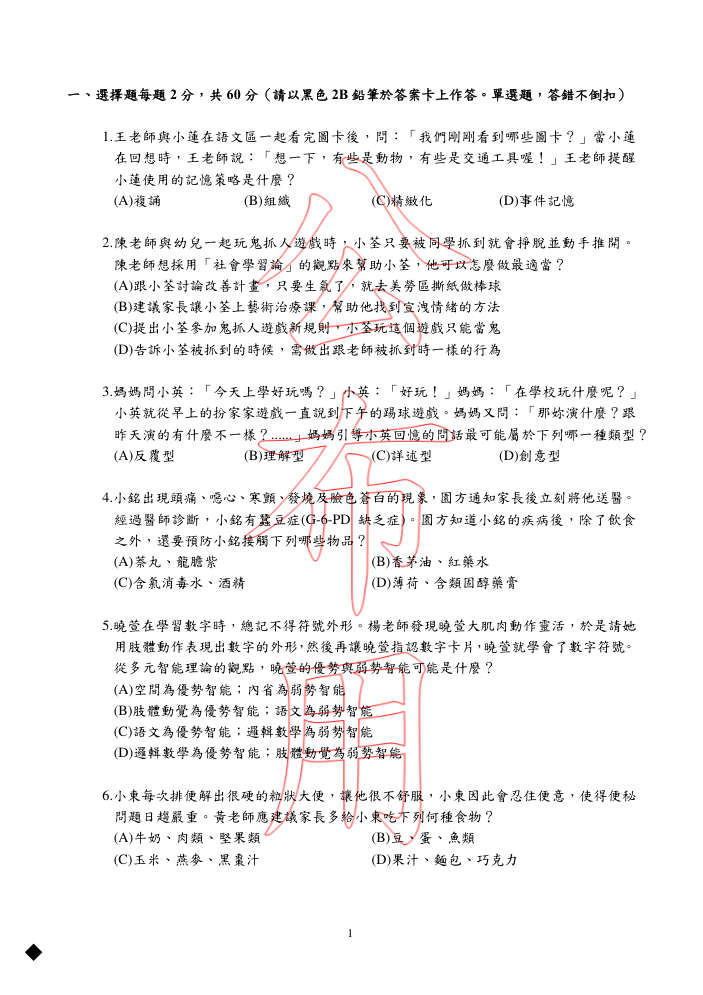 一、選擇題每題 2 分，共 60 分（請以黑色 2B 鉛筆於答案卡上作答。單選題，答錯不倒扣）
1.王老師與小蓮在語文區一起看完圖卡後，問：「我們剛剛看到哪些圖卡？」當小蓮
在回想時，王老師說：「想一下，有些是動物，有些是交通工具喔！」王老師提醒
小蓮使用的記憶策略是什麼？
(A)複誦 (B)組織 (C)精緻化 (D)事件記憶
2.陳老師與幼兒一起玩鬼抓人遊戲時，小荃只要被同學抓到就會掙脫並動手推開。
陳老師想採用「社會學習論」的觀點來幫助小荃，他可以怎麼做最適當？
(A)跟小荃討論改善計畫，只要生氣了，就去美勞區撕紙做棒球
(B)建議家長讓小荃上藝術治療課，幫助他找到宣洩情緒的方法
(C)提出小荃參加鬼抓人遊戲新規則，小荃玩這個遊戲只能當鬼
(D)告訴小荃被抓到的時候，需做出跟老師被抓到時一樣的行為
3.媽媽問小英：「今天上學好玩嗎？」小英：「好玩！」媽媽：「在學校玩什麼呢？」
小英就從早上的扮家家遊戲一直說到下午的踢球遊戲。媽媽又問：「那妳演什麼？跟
昨天演的有什麼不一樣？......」媽媽引導小英回憶的問話最可能屬於下列哪一種類型？
(A)反覆型 (B)理解型 (C)詳述型 (D)創意型
4.小銘出現頭痛、噁心、寒顫、發燒及臉色蒼白的現象，園方通知家長後立刻將他送醫。
經過醫師診斷，小銘有蠶豆症(G-6-PD 缺乏症)。園方知道小銘的疾病後，除了飲食
之外，還要預防小銘接觸下列哪些物品？
(A)萘丸、龍膽紫 (B)香茅油、紅藥水
(C)含氯消毒水、酒精 (D)薄荷、含類固醇藥膏
5.曉萱在學習數字時，總記不得符號外形。楊老師發現曉萱大肌肉動作靈活，於是請她
用肢體動作表現出數字的外形，然後再讓曉萱指認數字卡片，曉萱就學會了數字符號。
從多元智能理論的觀點，曉萱的優勢與弱勢智能可能是什麼？
(A)空間為優勢智能；內省為弱勢智能
(B)肢體動覺為優勢智能；語文為弱勢智能
(C)語文為優勢智能；邏輯數學為弱勢智能
(D)邏輯數學為優勢智能；肢體動覺為弱勢智能
6.小東每次排便解出很硬的粒狀大便，讓他很不舒服，小東因此會忍住便意，使得便秘
問題日趨嚴重。黃老師應建議家長多給小東吃下列何種食物？
(A)牛奶、肉類、堅果類 (B)豆、蛋、魚類
(C)玉米、燕麥、黑棗汁 (D)果汁、麵包、巧克力
公布用
1